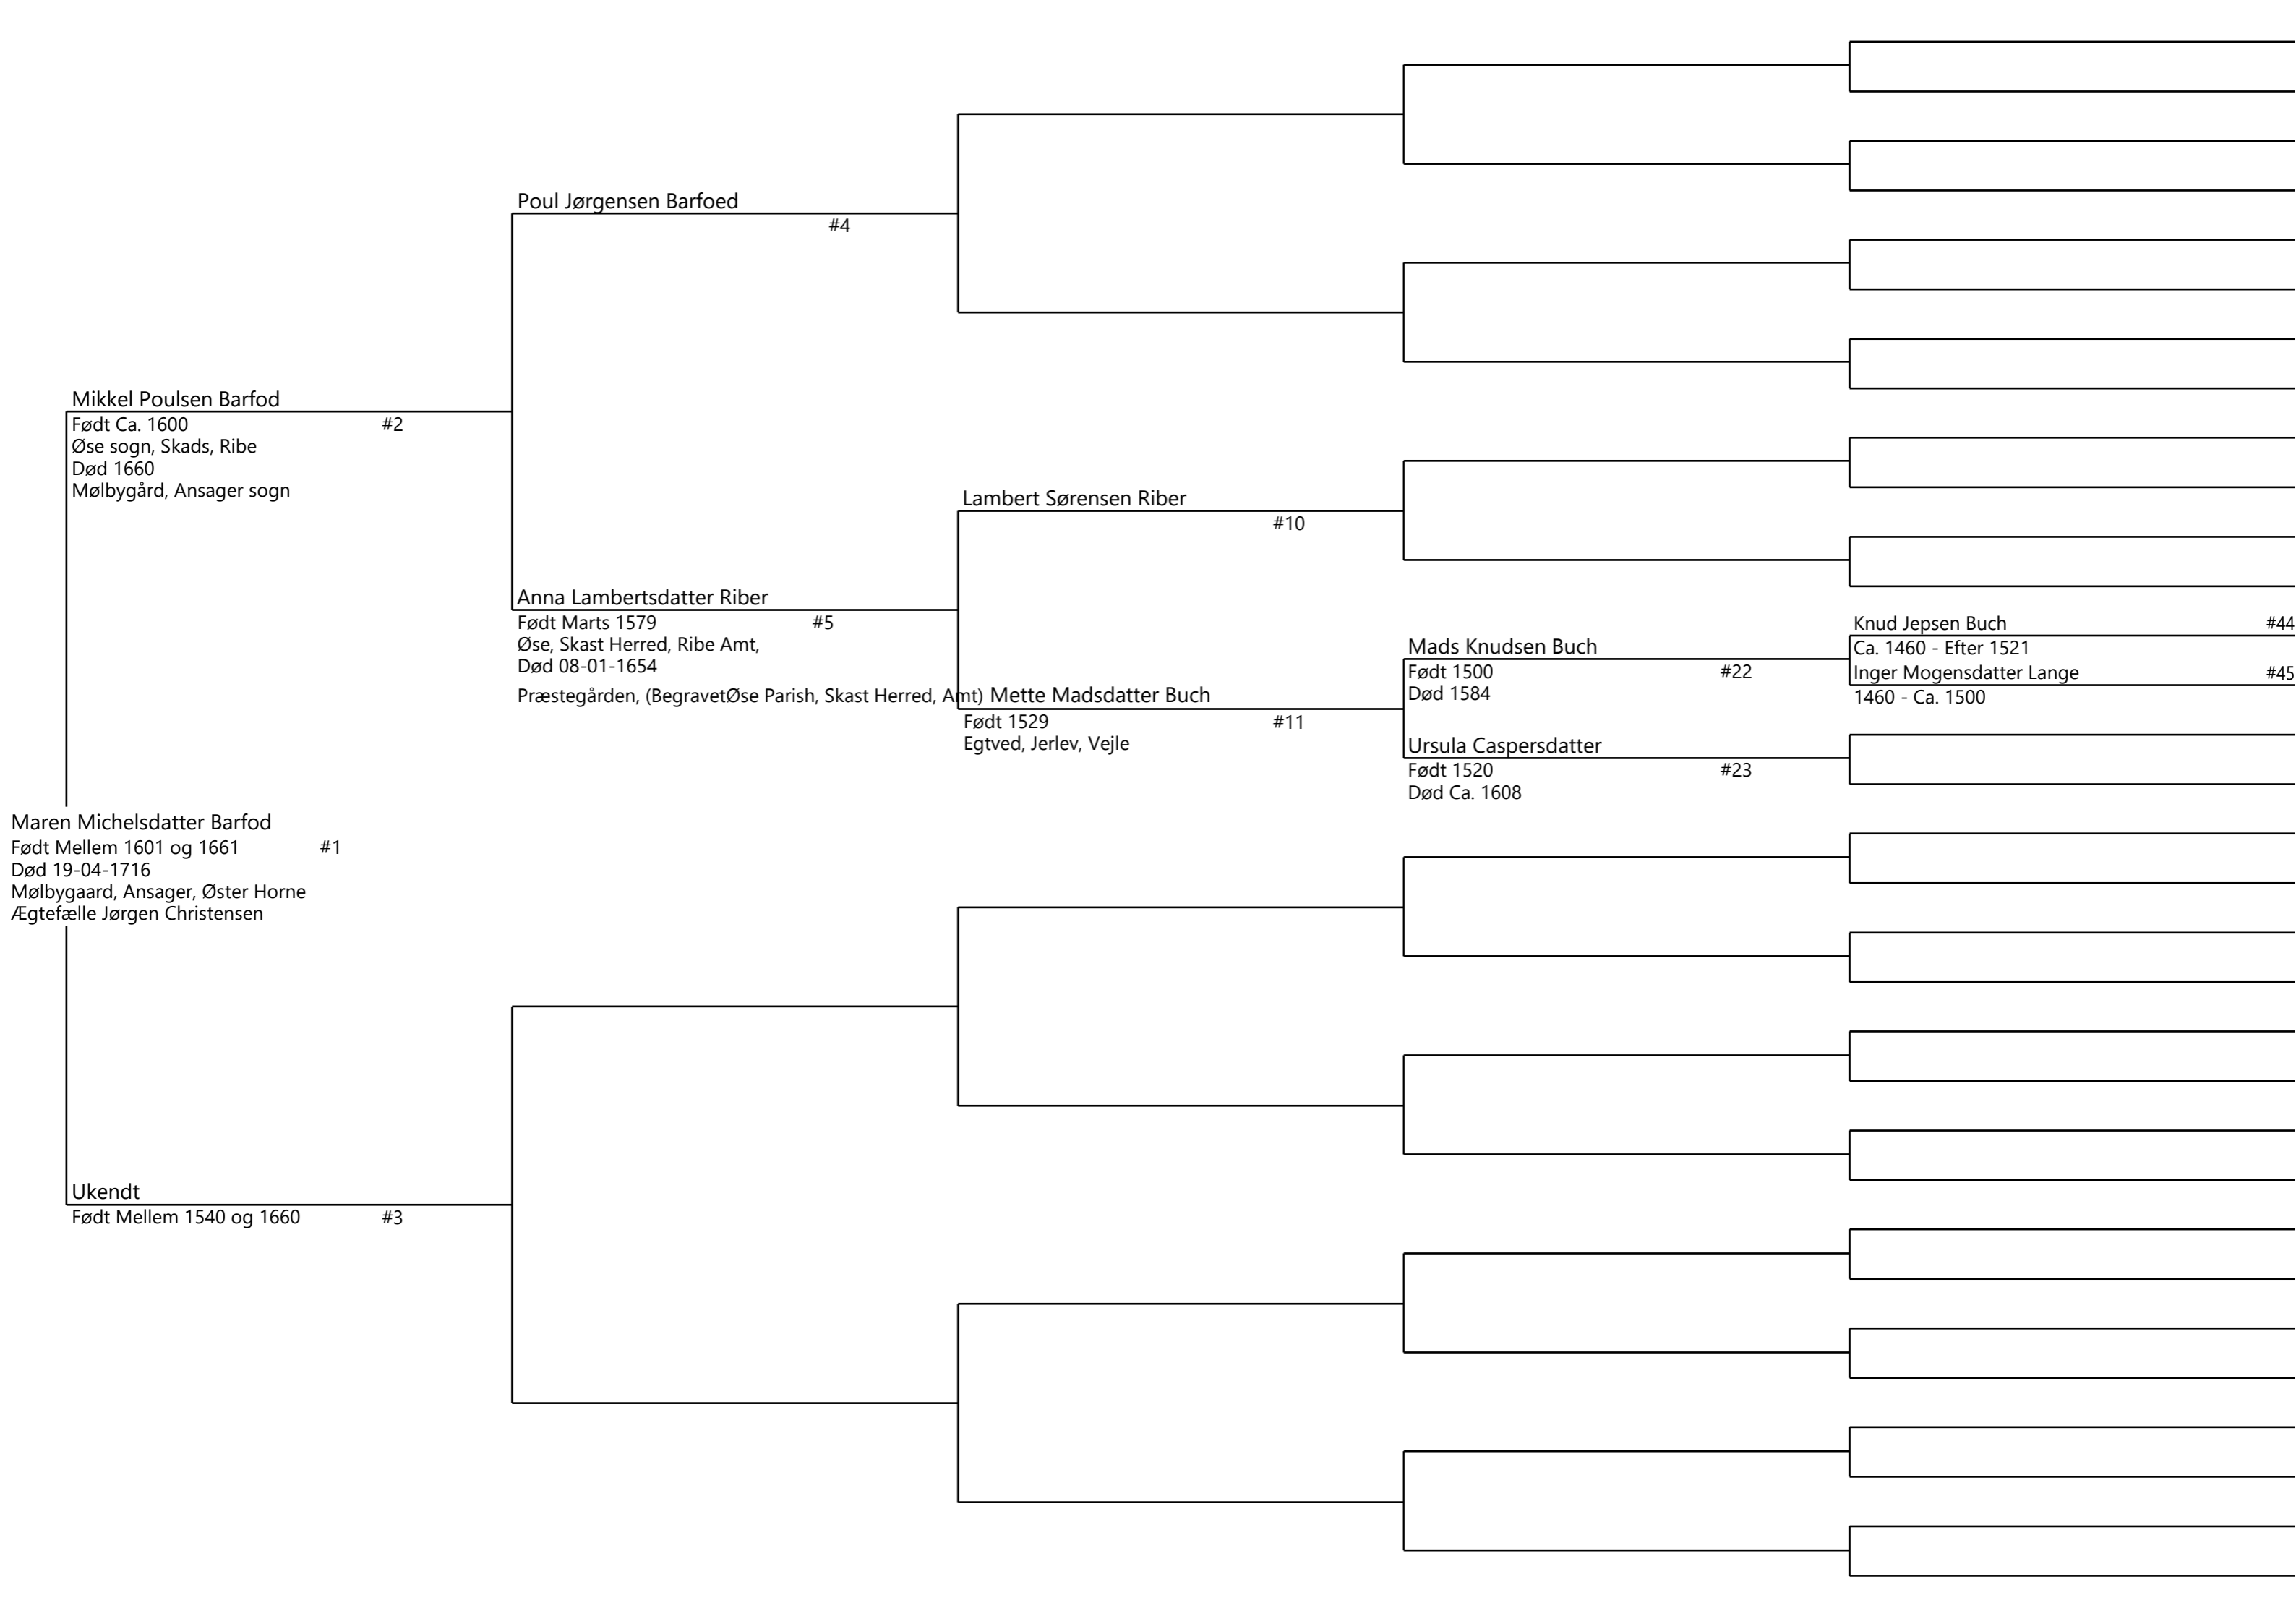 Poul Jørgensen Barfoed
#4
Mikkel Poulsen Barfod
Født Ca. 1600 #2
Øse sogn, Skads, Ribe
Død 1660
Mølbygård, Ansager sogn
Lambert Sørensen Riber
#10
Anna Lambertsdatter Riber
Født Marts 1579 #5
Øse, Skast Herred, Ribe Amt,
Død 08-01-1654
Præstegården, (BegravetØse Parish, Skast Herred, Amt)
Mette Madsdatter Buch
Født 1529 #11
Egtved, Jerlev, Vejle
Mads Knudsen Buch
Født 1500 #22
Død 1584
Knud Jepsen Buch #44
Ca. 1460 - Efter 1521
Inger Mogensdatter Lange #45
1460 - Ca. 1500
Ursula Caspersdatter
Født 1520 #23
Død Ca. 1608
Maren Michelsdatter Barfod
Født Mellem 1601 og 1661 #1
Død 19-04-1716
Mølbygaard, Ansager, Øster Horne
Ægtefælle Jørgen Christensen
Ukendt
Født Mellem 1540 og 1660 #3